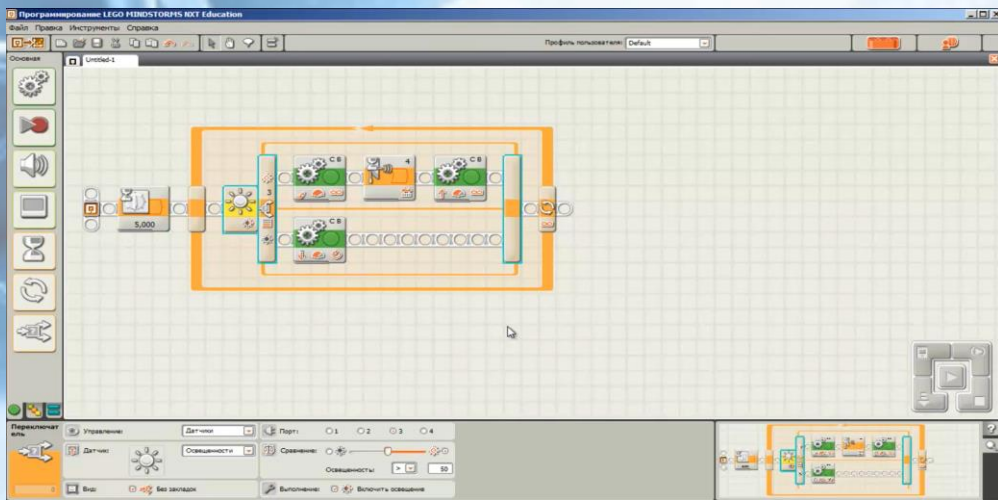 Программирование LEGO MINDSTORMS NXT Education
Файл Правка Инструменты Справка
Профиль пользователя: Default
Основная
Untitled-1
C B
4
C B
3
5,000
C B
Переключатель
Управление:
Датчики
Порт:
1
2
3
4
Датчик:
Освещенности
Сравнение:
Освещенность:
>
50
Вид:
Без закладок
Выполнение:
Включить освещение
?